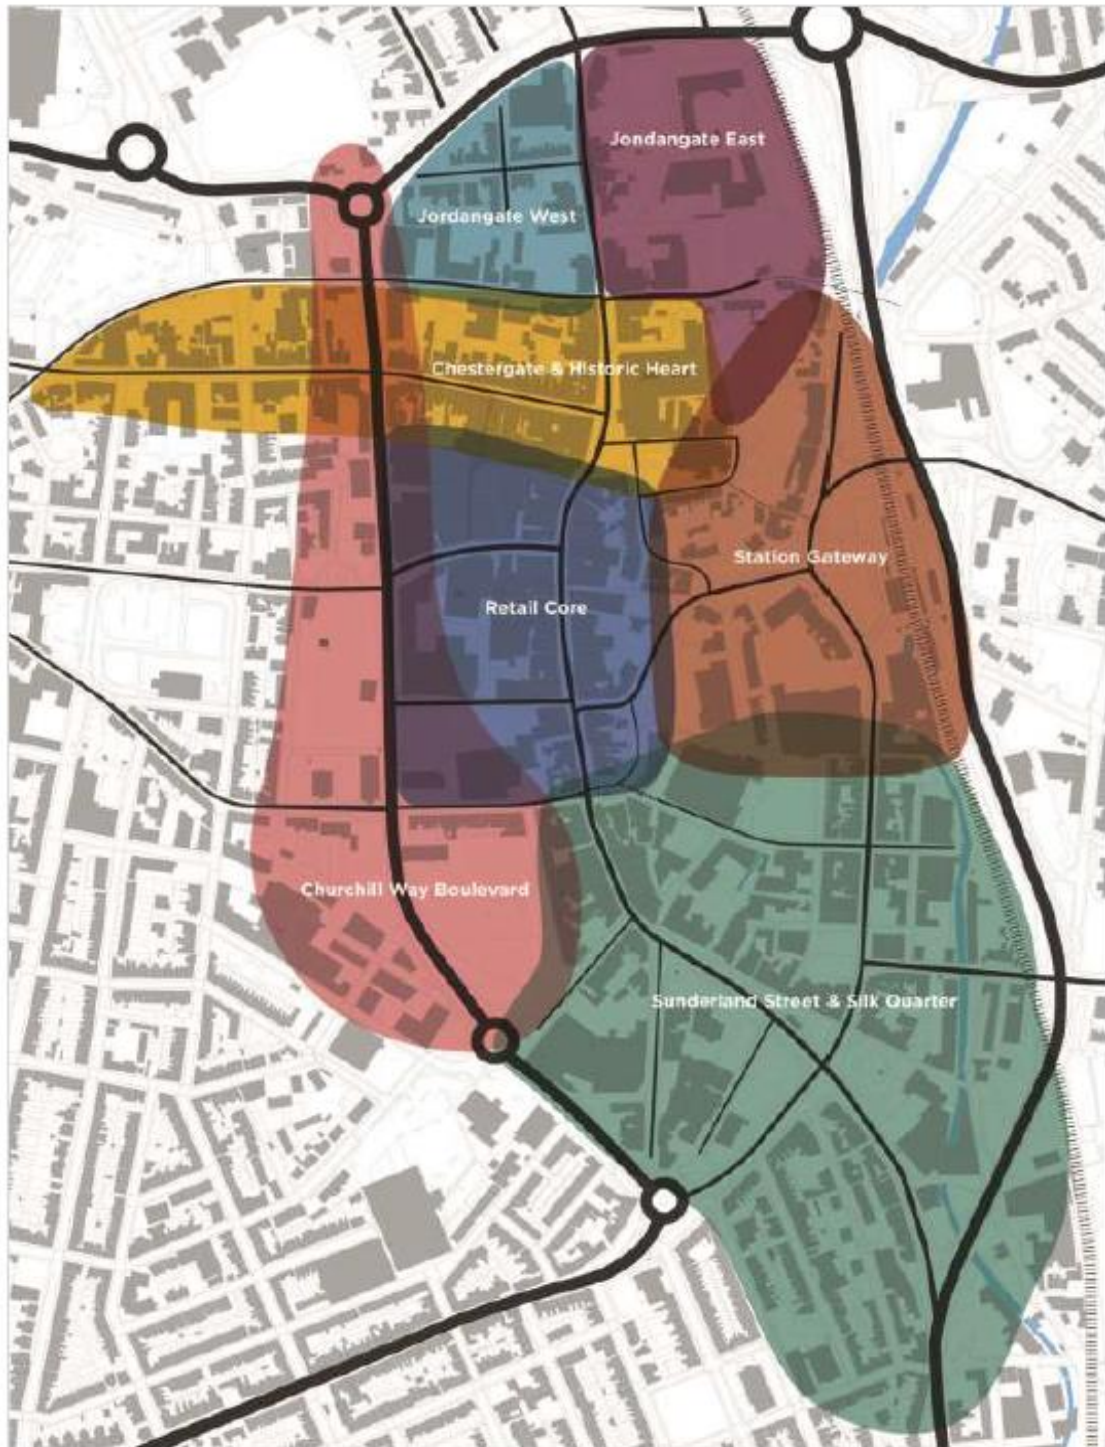 Jondangate East
Jordangate West
Chestergate & Historic Heart
Station Gateway
Retail Core
Churchill Way Boulevard
Sunderland Street & Silk Quarter